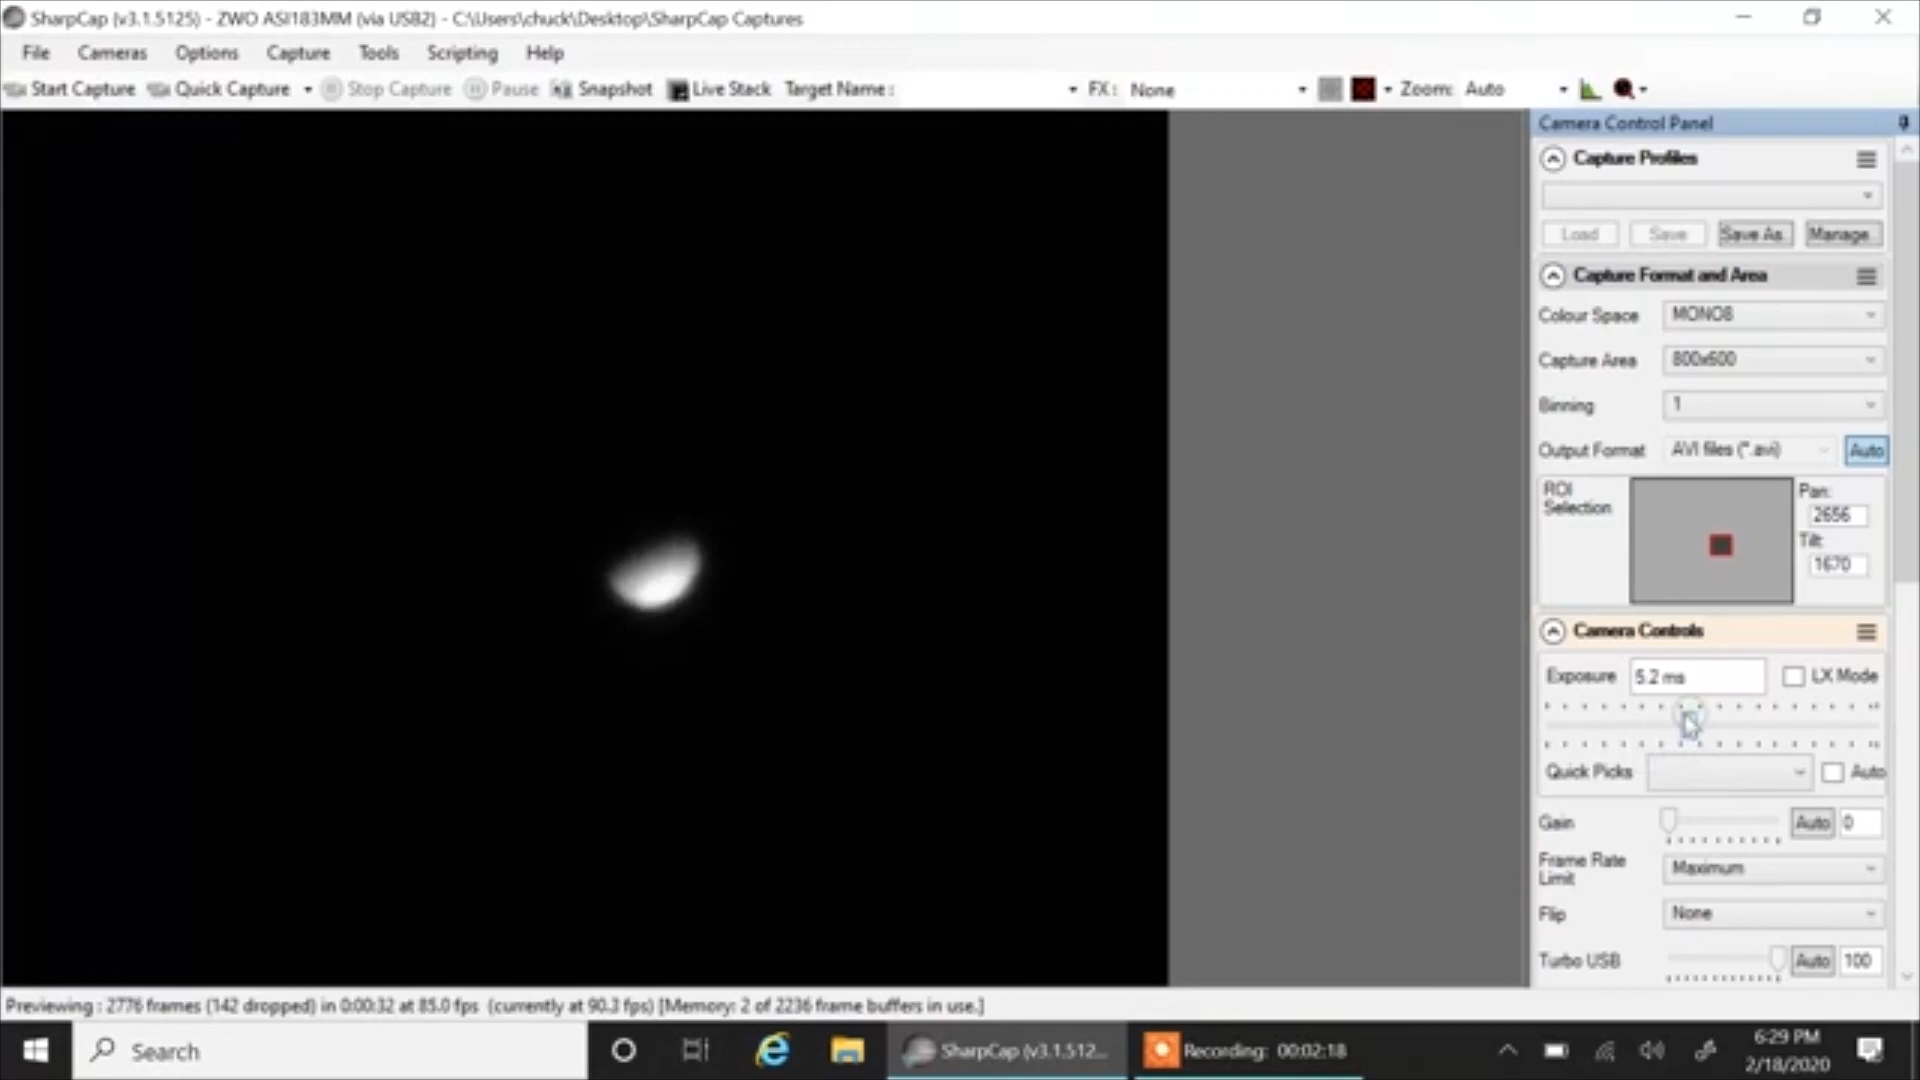 SharpCap (v3.1.5125) - ZWO ASI183MM (via USB2) - C:\Users\chuck\Desktop\SharpCap Captures
File Cameras Options Capture Tools Scripting Help
Start Capture Quick Capture Stop Capture Pause Snapshot Live Stack Target Name : FX: None Zoom: Auto
Camera Control Panel
Capture Profiles
Load Save Save As Manage
Capture Format and Area
Colour Space MONO8
Capture Area 800x600
Binning 1
Output Format AVI files (*.avi) Auto
ROI Selection
Pan:
2656
Tilt:
1670
Camera Controls
Exposure 5.2 ms LX Mode
Quick Picks Auto
Gain Auto 0
Frame Rate Limit Maximum
Flip None
Turbo USB Auto 100
Previewing : 2776 frames (142 dropped) in 0:00:32 at 85.0 fps (currently at 90.3 fps) [Memory: 2 of 2236 frame buffers in use.]
Search
SharpCap (v3.1.512...
Recording: 00:02:18
6:29 PM
2/18/2020